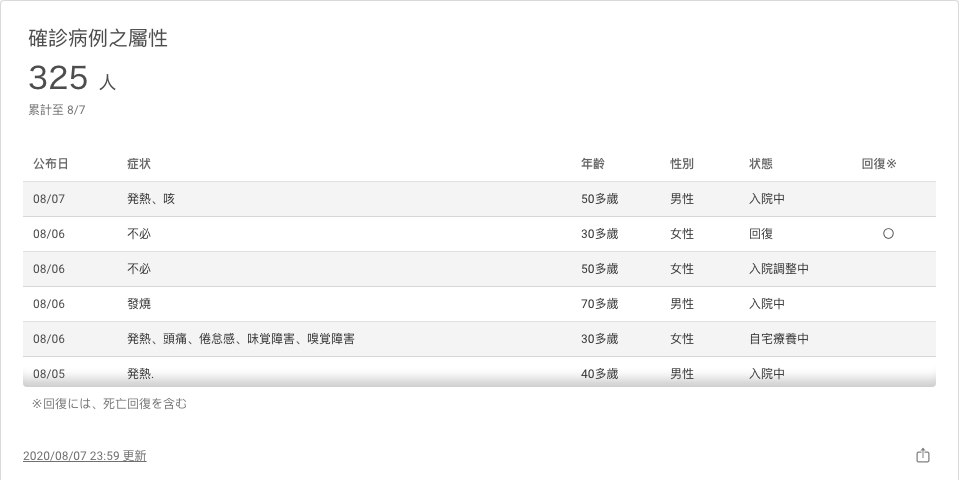 確診病例之屬性
325 人
累計至 8/7
公布日 症状 年齢 性別 状態 回復※
08/07 発熱、咳 50多歲 男性 入院中
08/06 不必 30多歲 女性 回復 ○
08/06 不必 50多歲 女性 入院調整中
08/06 發燒 70多歲 男性 入院中
08/06 発熱、頭痛、倦怠感、味覚障害、嗅覚障害 30多歲 女性 自宅療養中
08/05 発熱. 40多歲 男性 入院中
※回復には、死亡回復を含む
2020/08/07 23:59 更新